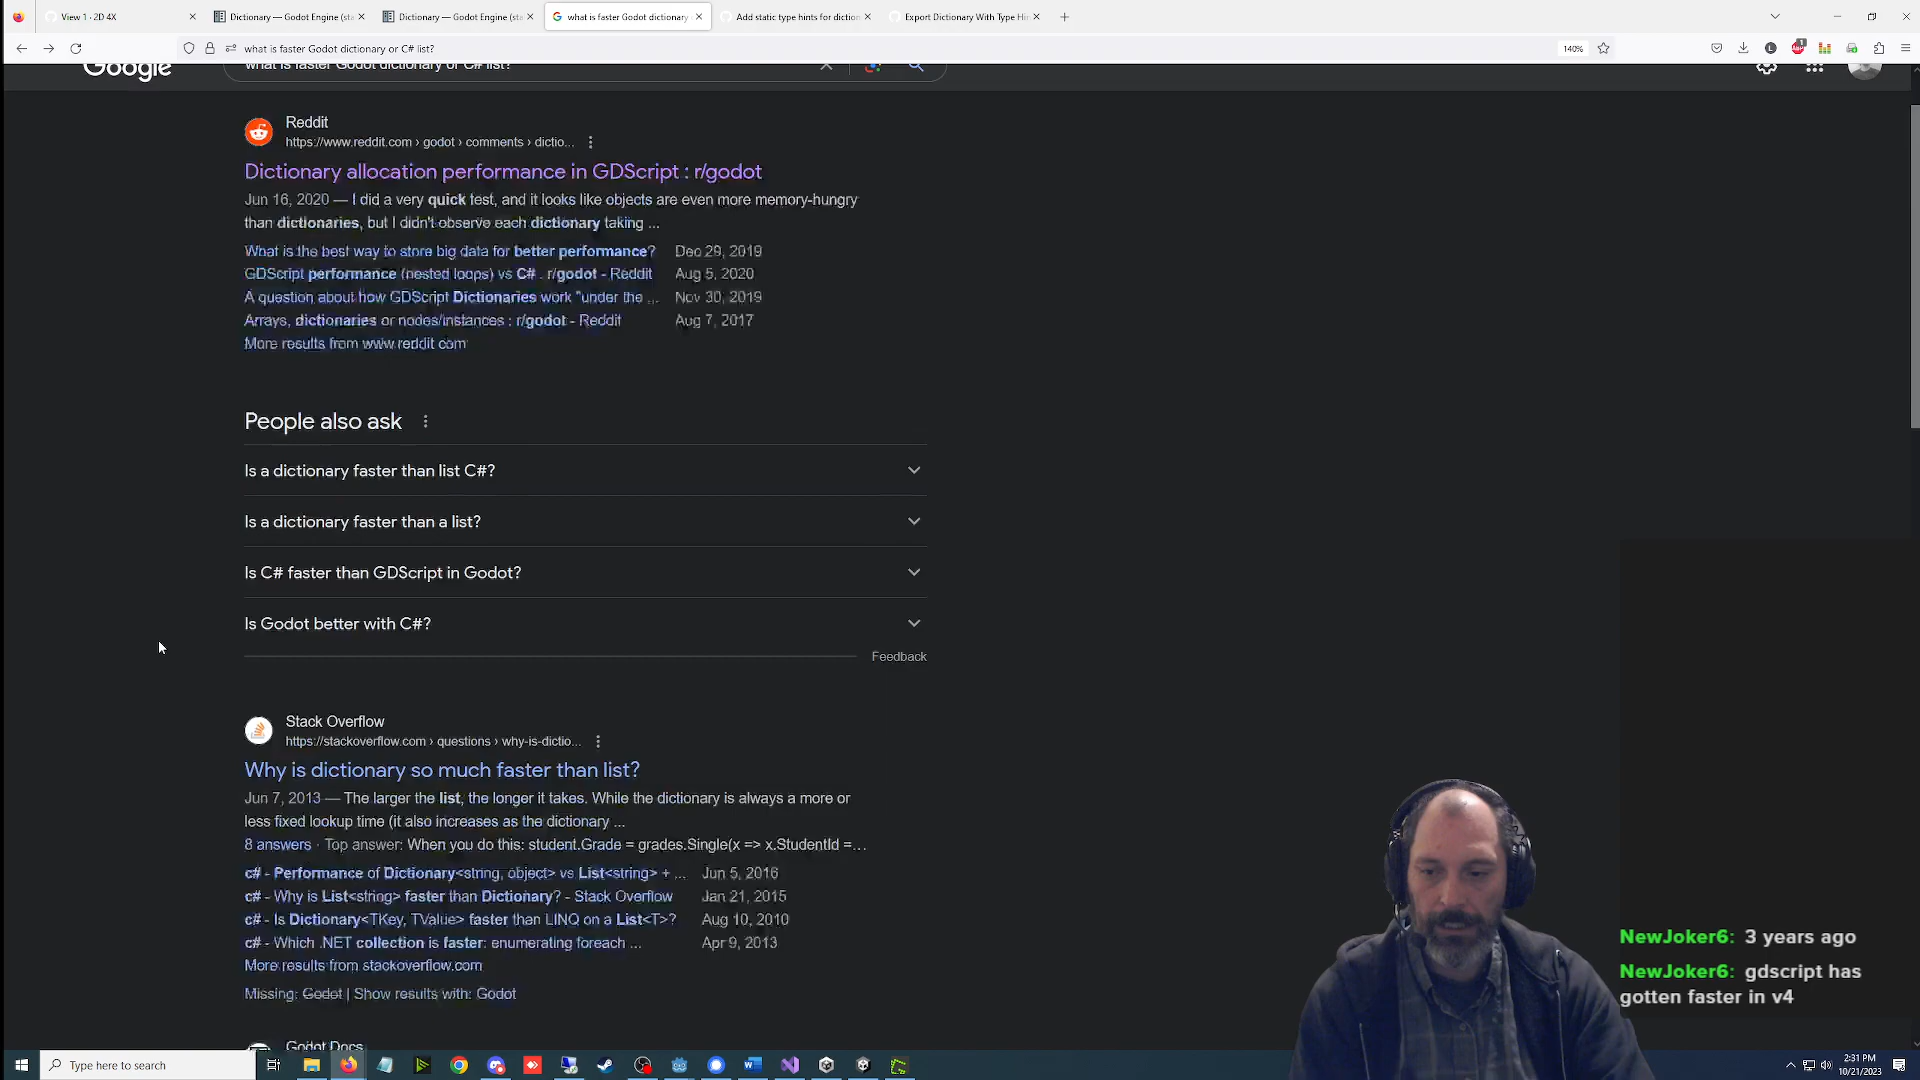 View 1 · 2D 4X
Dictionary — Godot Engine (sta
Dictionary — Godot Engine (sta
what is faster Godot dictionary
Add static type hints for diction
Export Dictionary With Type Hi
what is faster Godot dictionary or C# list?
140%
Google
what is faster Godot dictionary or C# list?
Reddit
https://www.reddit.com › godot › comments › dictio...
Dictionary allocation performance in GDScript : r/godot
Jun 16, 2020 — I did a very quick test, and it looks like objects are even more memory-hungry
than dictionaries, but I didn't observe each dictionary taking ...
What is the best way to store big data for better performance? Dec 29, 2019
GDScript performance (nested loops) vs C# - r/godot - Reddit Aug 5, 2020
A question about how GDScript Dictionaries work "under the ... Nov 30, 2019
Arrays, dictionaries or nodes/instances : r/godot - Reddit Aug 7, 2017
More results from www.reddit.com
People also ask
Is a dictionary faster than list C#?
Is a dictionary faster than a list?
Is C# faster than GDScript in Godot?
Is Godot better with C#?
Feedback
Stack Overflow
https://stackoverflow.com › questions › why-is-dictio...
Why is dictionary so much faster than list?
Jun 7, 2013 — The larger the list, the longer it takes. While the dictionary is always a more or
less fixed lookup time (it also increases as the dictionary ...
8 answers · Top answer: When you do this: student.Grade = grades.Single(x => x.StudentId =...
c# - Performance of Dictionary<string, object> vs List<string> + ... Jun 5, 2016
c# - Why is List<string> faster than Dictionary? - Stack Overflow Jan 21, 2015
c# - Is Dictionary<TKey, TValue> faster than LINQ on a List<T>? Aug 10, 2010
c# - Which .NET collection is faster: enumerating foreach ... Apr 9, 2013
More results from stackoverflow.com
Missing: Godot | Show results with: Godot
Godot Docs
NewJoker6: 3 years ago
NewJoker6: gdscript has
gotten faster in v4
Type here to search
2:31 PM
10/21/2023